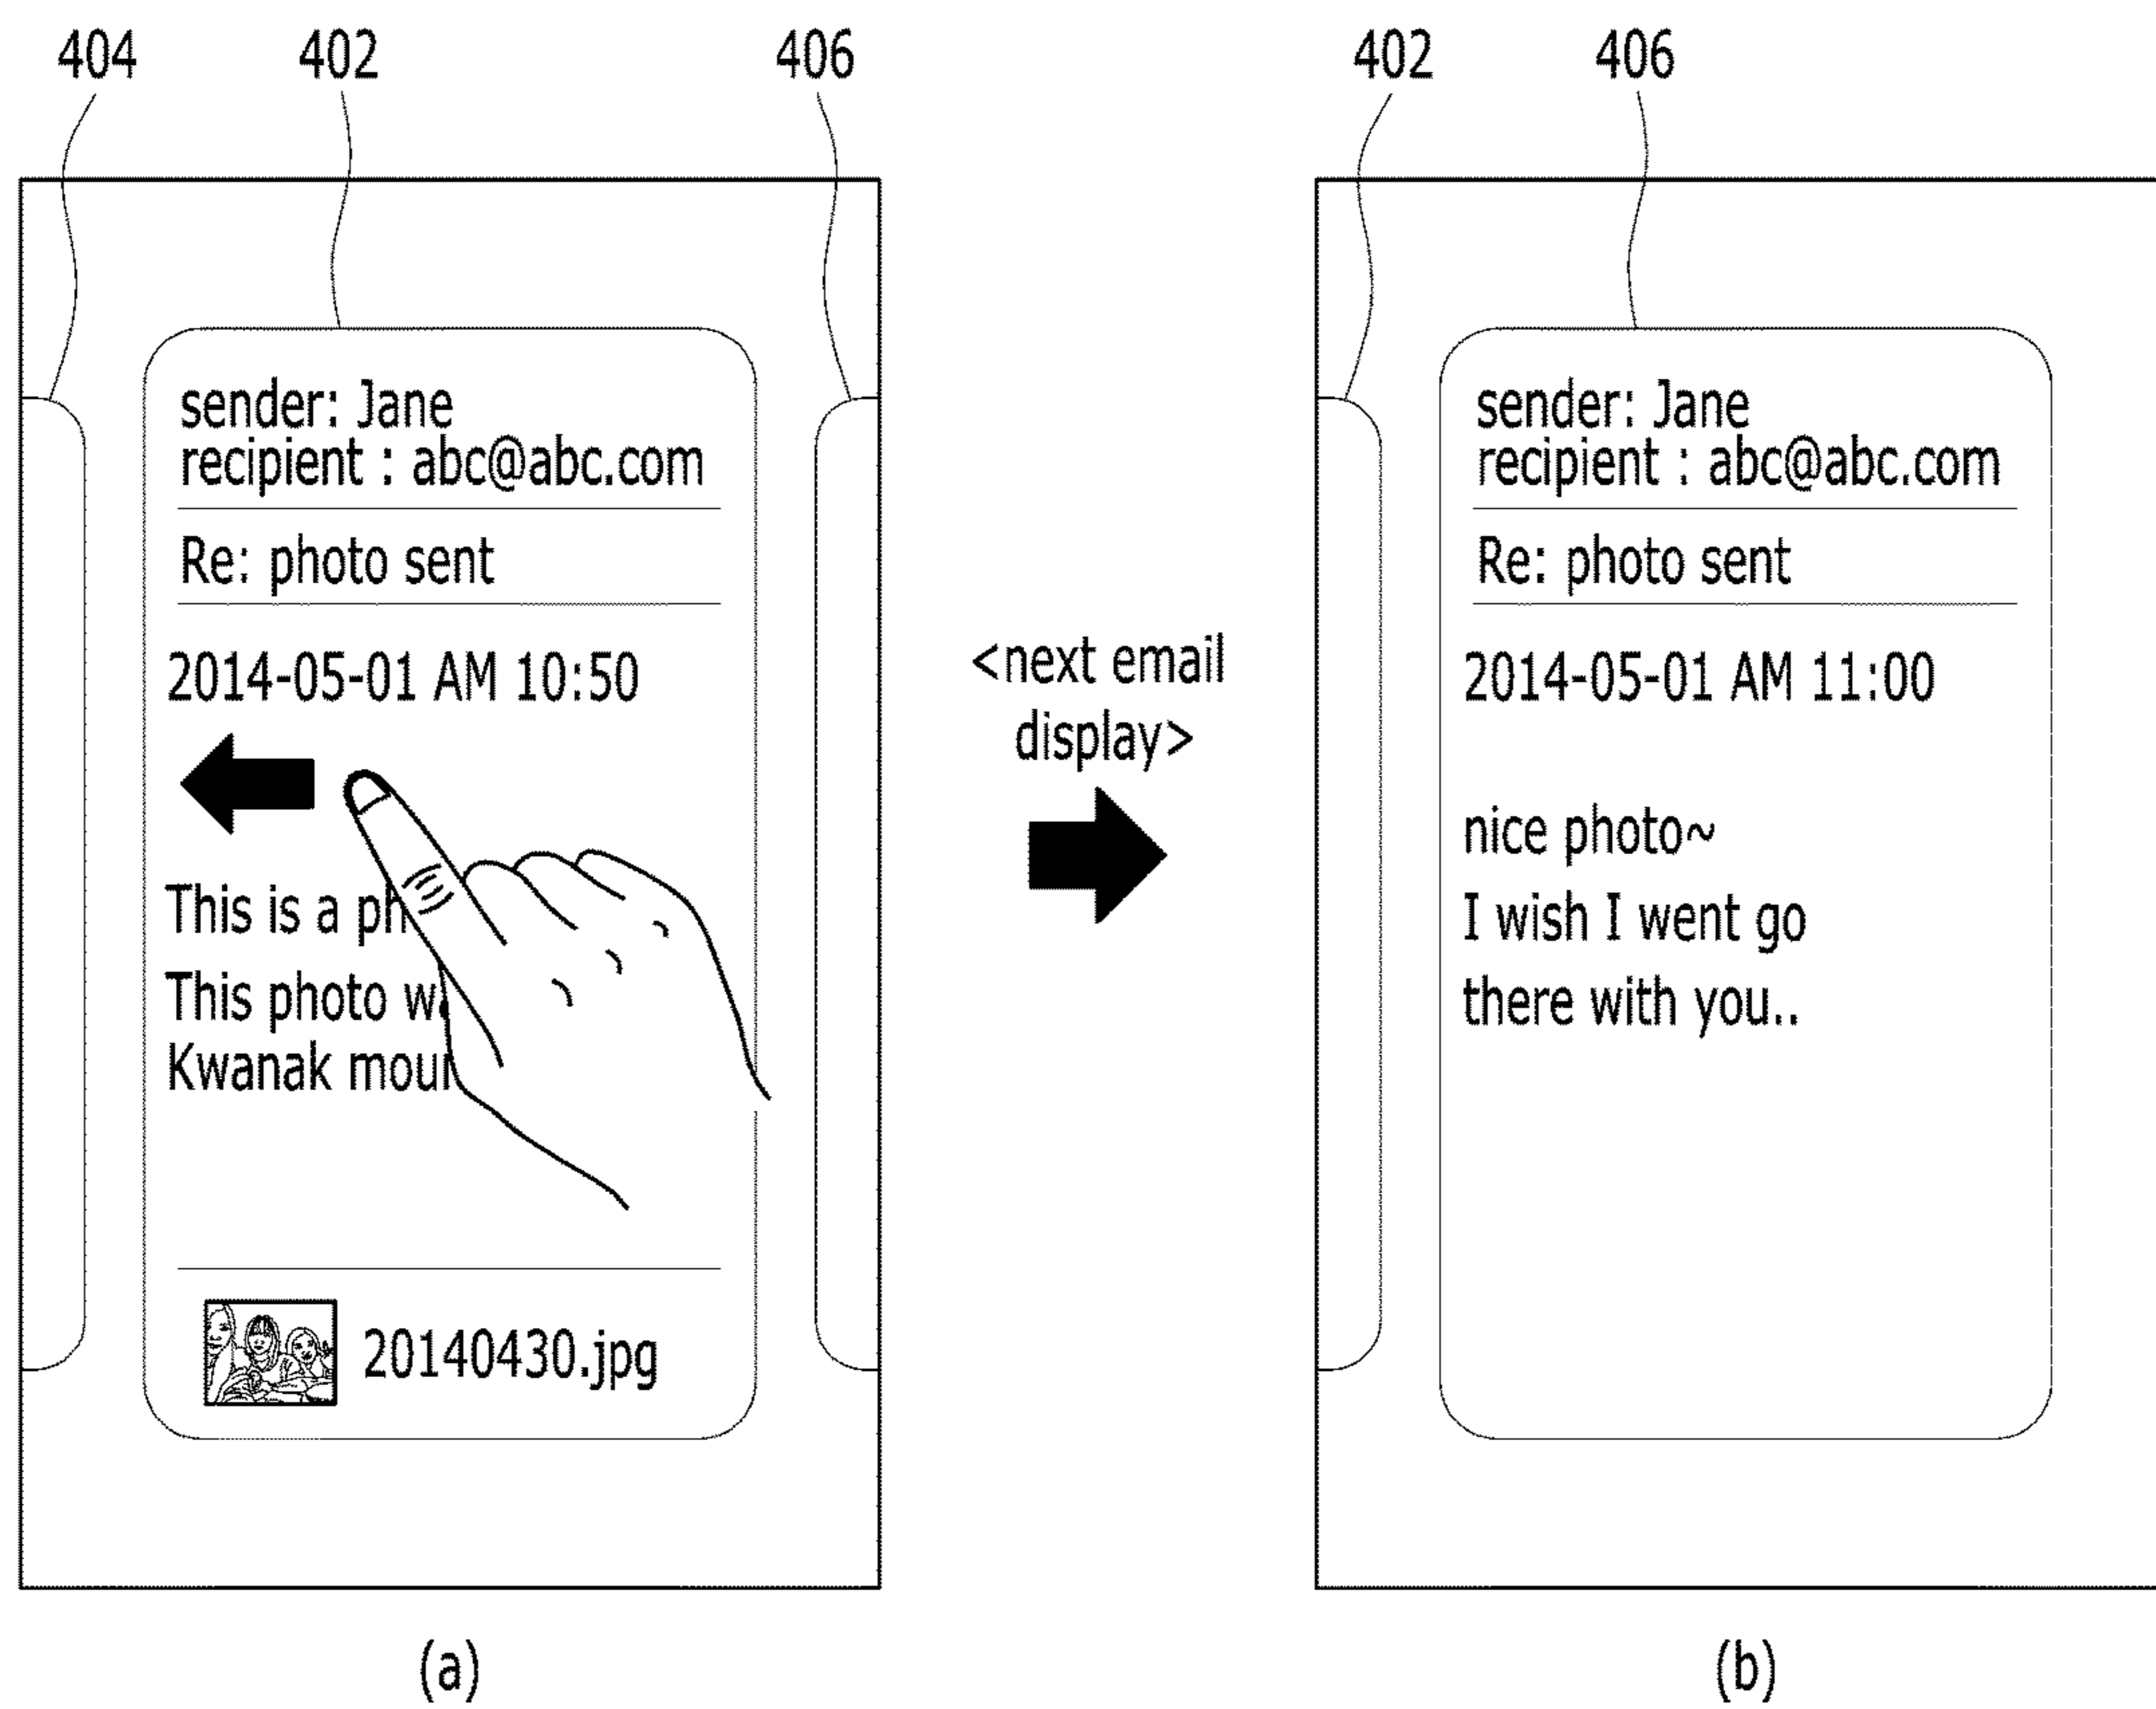 404 402 406
sender: Jane
recipient : abc@abc.com
Re: photo sent
2014-05-01 AM 10:50
This is a
This photo
Kwanak
20140430.jpg
(a)
<next email
display>
402 406
sender: Jane
recipient : abc@abc.com
Re: photo sent
2014-05-01 AM 11:00
nice photo~
I wish I went go
there with you..
(b)